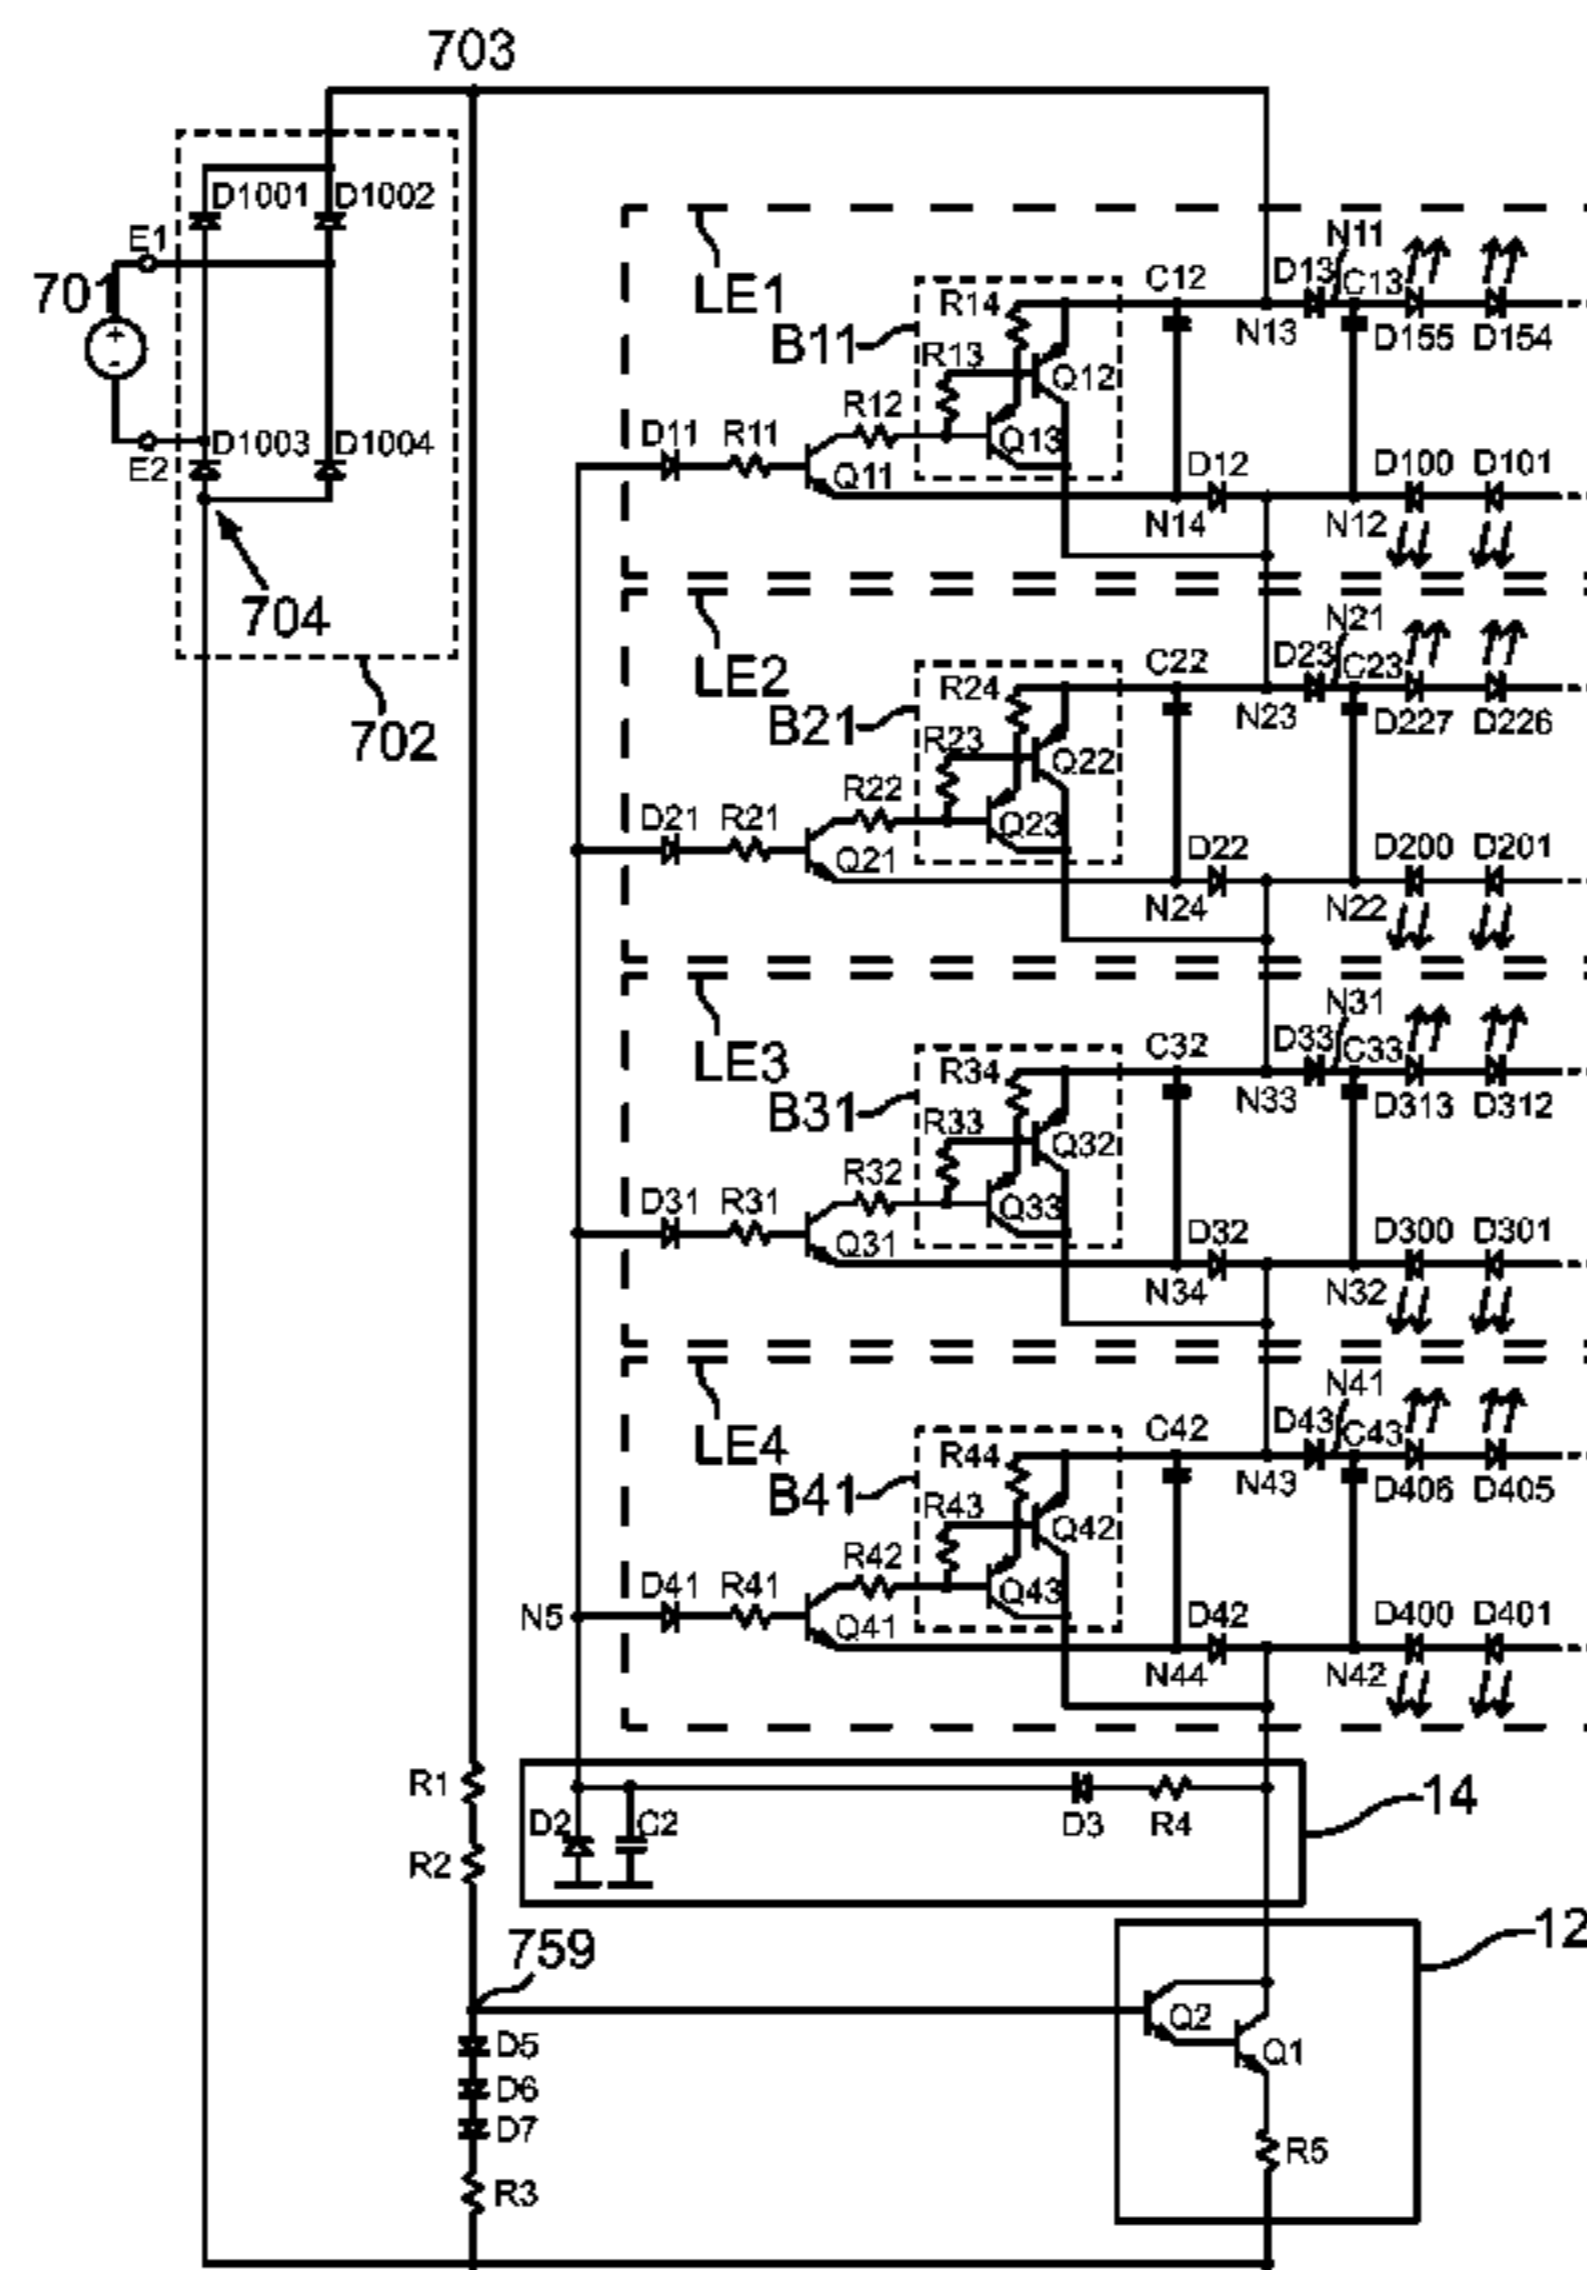 703
D1001 D1002
E1
701
+
-
D1003 D1004
E2
704
702
LE1
B11
R14
R13
Q12
R12
Q13
D11 R11
Q11
C12
D13
N11
C13
N13
D155 D154
D12
D100 D101
N14
N12
LE2
B21
R24
R23
Q22
R22
Q23
D21 R21
Q21
C22
D23
N21
C23
N23
D227 D226
D22
D200 D201
N24
N22
LE3
B31
R34
R33
Q32
R32
Q33
D31 R31
Q31
C32
D33
N31
C33
N33
D313 D312
D32
D300 D301
N34
N32
LE4
B41
R44
R43
Q42
R42
Q43
N5
D41 R41
Q41
C42
D43
N41
C43
N43
D406 D405
D42
D400 D401
N44
N42
R1
R2
D2 C2
D3 R4
14
759
12
Q2
Q1
D5
D6
D7
R3
R5